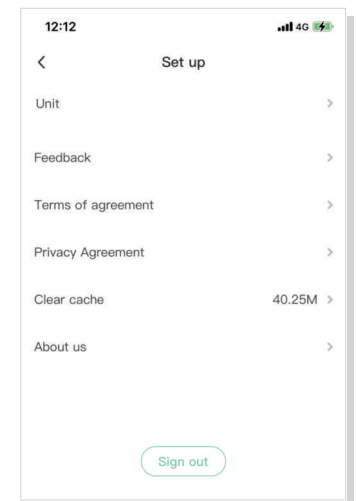 12:12 4G
Set up
Unit
Feedback
Terms of agreement
Privacy Agreement
Clear cache 40.25M
About us
Sign out